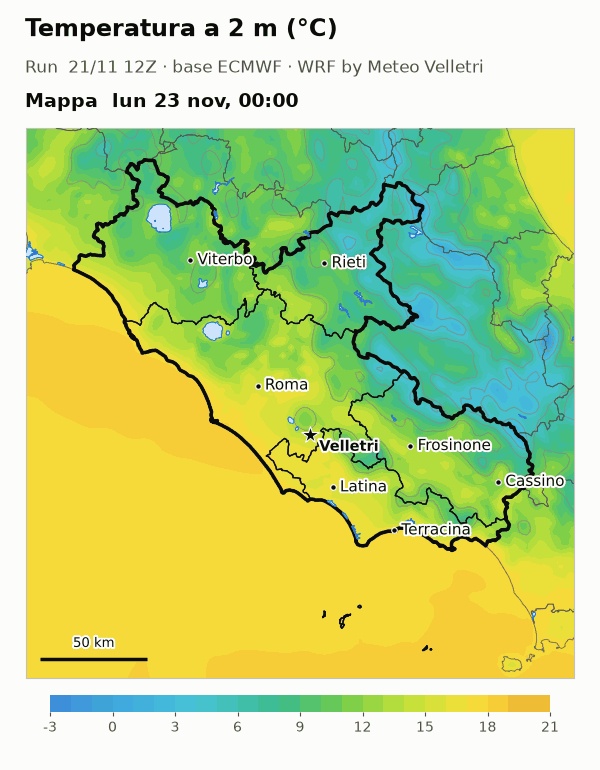 Temperatura a 2 m (°C)
Run  21/11 12Z · base ECMWF · WRF by Meteo Velletri
Mappa  lun 23 nov, 00:00
Viterbo
Rieti
Roma
Velletri
Frosinone
Cassino
Latina
Terracina
50 km
-3 0 3 6 9 12 15 18 21